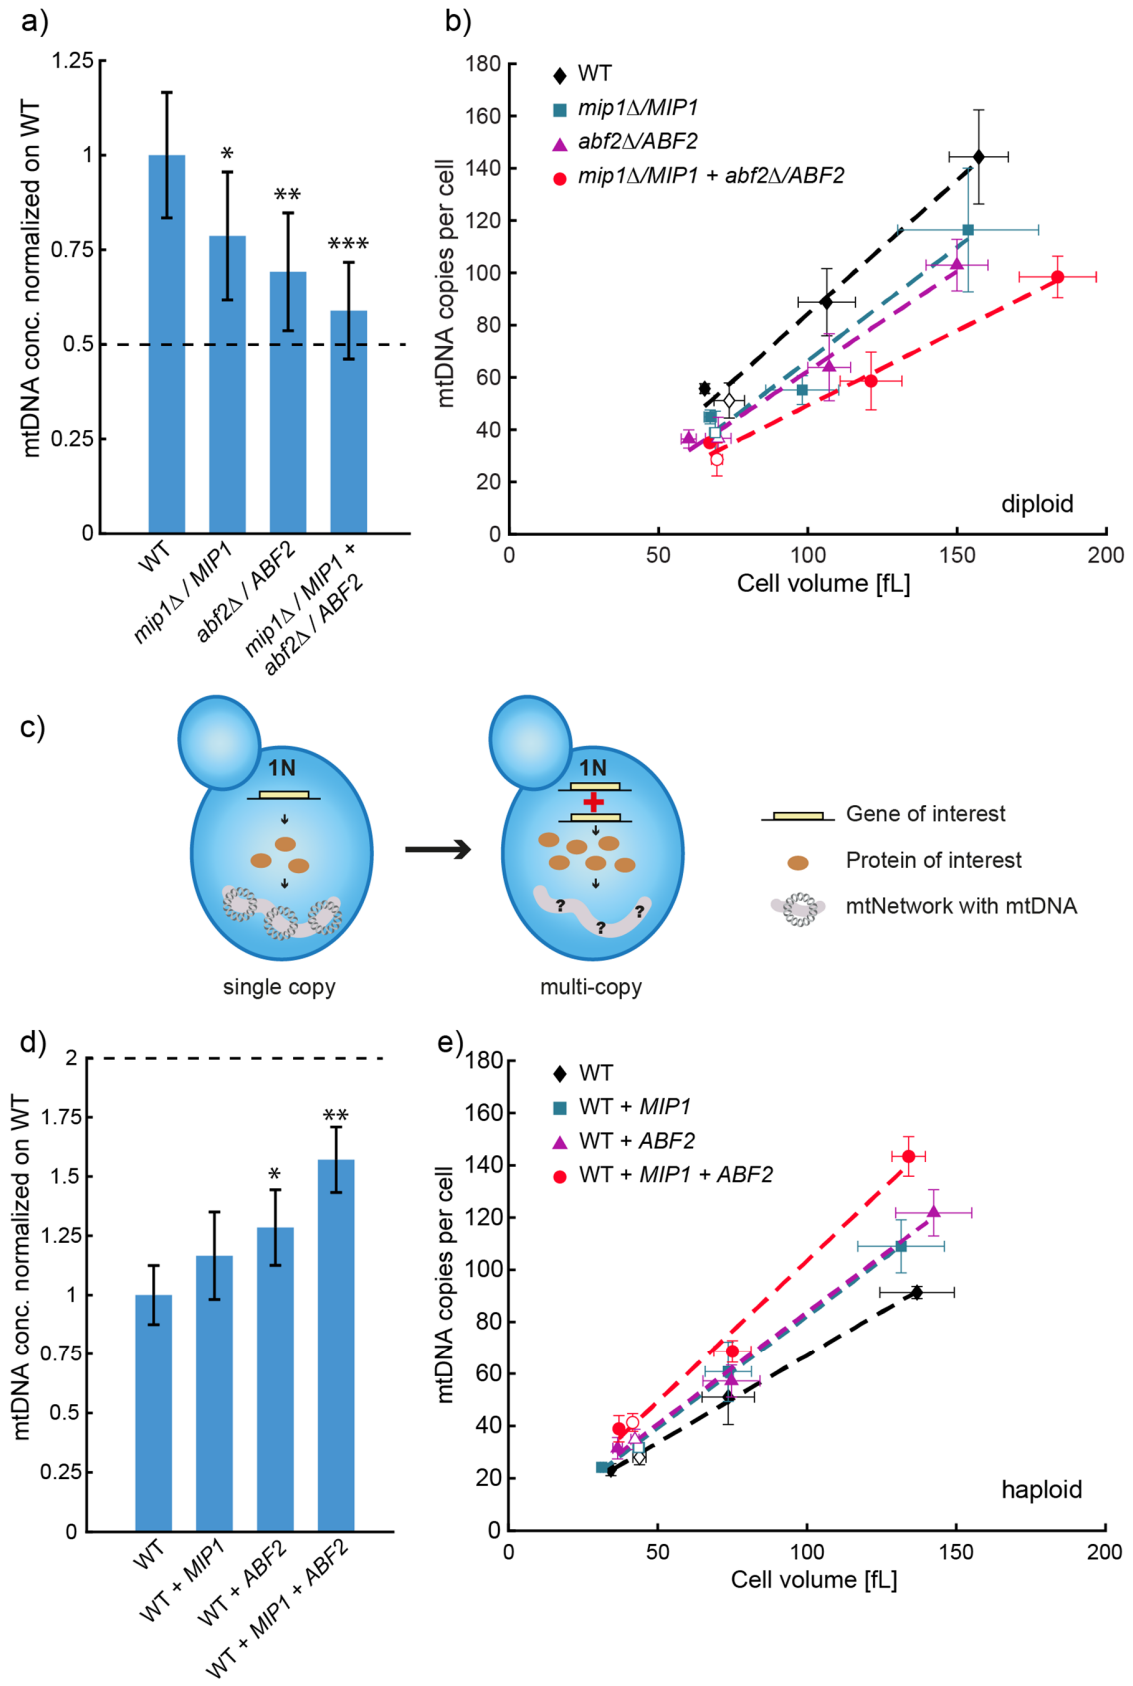 a)
mtDNA conc. normalized on WT
1.25
1
0.75
0.5
0.25
0
*
**
***
WT
mip1Δ / MIP1
abf2Δ / ABF2
mip1Δ / MIP1 +
abf2Δ / ABF2
b)
mtDNA copies per cell
180
160
140
120
100
80
60
40
20
0
WT
mip1Δ/MIP1
abf2Δ/ABF2
mip1Δ/MIP1 + abf2Δ/ABF2
diploid
0 50 100 150 200
Cell volume [fL]
c)
1N
single copy
1N
+
? ? ?
multi-copy
Gene of interest
Protein of interest
mtNetwork with mtDNA
d)
mtDNA conc. normalized on WT
2
1.75
1.5
1.25
1
0.75
0.5
0.25
0
*
**
WT
WT + MIP1
WT + ABF2
WT + MIP1 + ABF2
e)
mtDNA copies per cell
180
160
140
120
100
80
60
40
20
0
WT
WT + MIP1
WT + ABF2
WT + MIP1 + ABF2
haploid
0 50 100 150 200
Cell volume [fL]